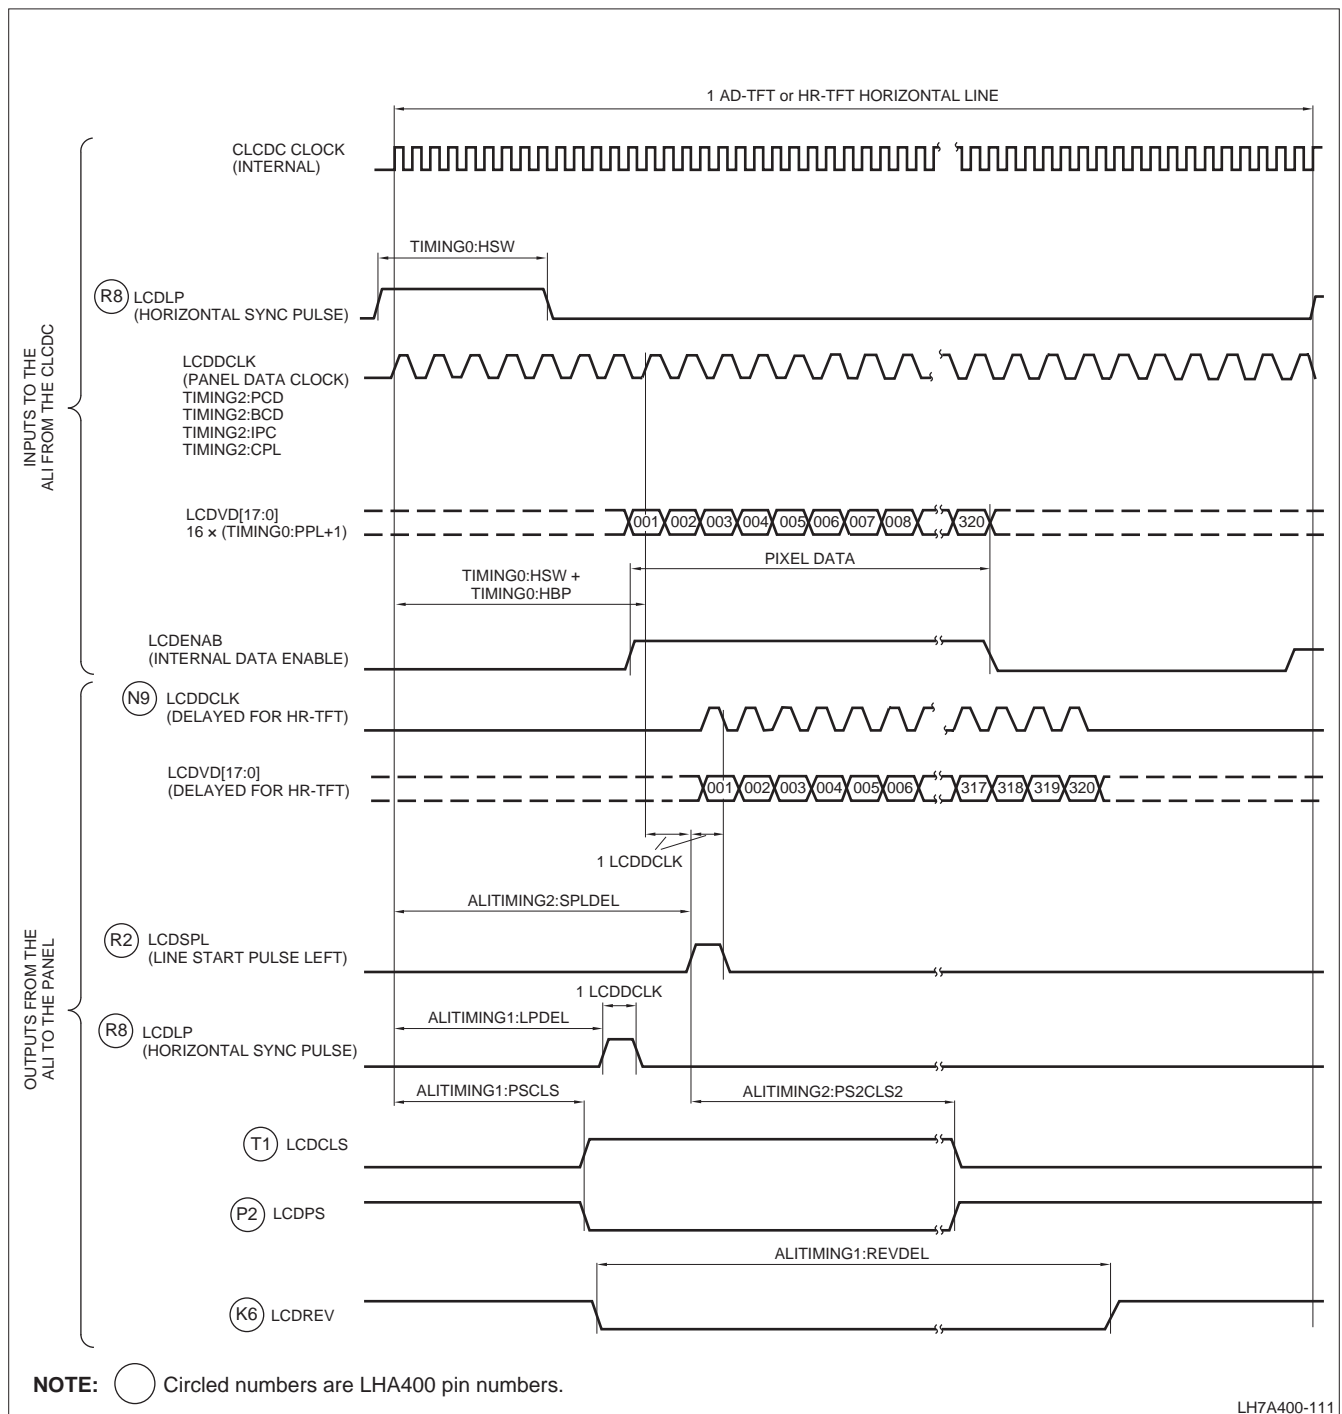 1 AD-TFT or HR-TFT HORIZONTAL LINE
CLCDC CLOCK
(INTERNAL)
TIMING0:HSW
R8 LCDLP
(HORIZONTAL SYNC PULSE)
INPUTS TO THE
ALI FROM THE CLCDC
LCDDCLK
(PANEL DATA CLOCK)
TIMING2:PCD
TIMING2:BCD
TIMING2:IPC
TIMING2:CPL
LCDVD[17:0]
16 × (TIMING0:PPL+1)
001 002 003 004 005 006 007 008 320
PIXEL DATA
TIMING0:HSW +
TIMING0:HBP
LCDENAB
(INTERNAL DATA ENABLE)
N9 LCDDCLK
(DELAYED FOR HR-TFT)
LCDVD[17:0]
(DELAYED FOR HR-TFT)
001 002 003 004 005 006 317 318 319 320
1 LCDDCLK
ALITIMING2:SPLDEL
R2 LCDSPL
(LINE START PULSE LEFT)
OUTPUTS FROM THE
ALI TO THE PANEL
1 LCDDCLK
ALITIMING1:LPDEL
R8 LCDLP
(HORIZONTAL SYNC PULSE)
ALITIMING1:PSCLS
ALITIMING2:PS2CLS2
T1 LCDCLS
P2 LCDPS
ALITIMING1:REVDEL
K6 LCDREV
NOTE: Circled numbers are LHA400 pin numbers.
LH7A400-111